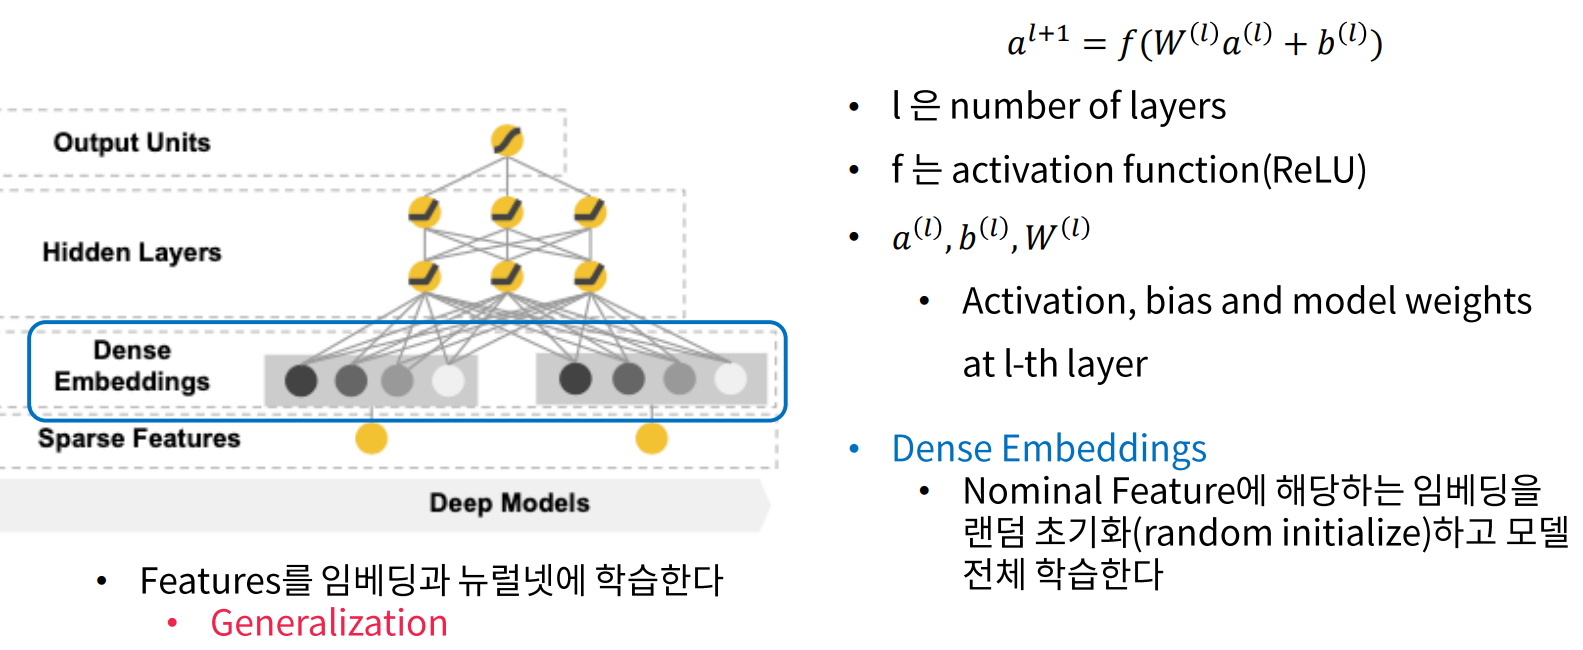 Output Units
Hidden Layers
Dense
Embeddings
Sparse Features
Deep Models
• Features를 임베딩과 뉴럴넷에 학습한다
• Generalization
a^{l+1} = f(W^{(l)}a^{(l)} + b^{(l)})
• l 은 number of layers
• f 는 activation function(ReLU)
• a^{(l)}, b^{(l)}, W^{(l)}
• Activation, bias and model weights
at l-th layer
• Dense Embeddings
• Nominal Feature에 해당하는 임베딩을
랜덤 초기화(random initialize)하고 모델
전체 학습한다